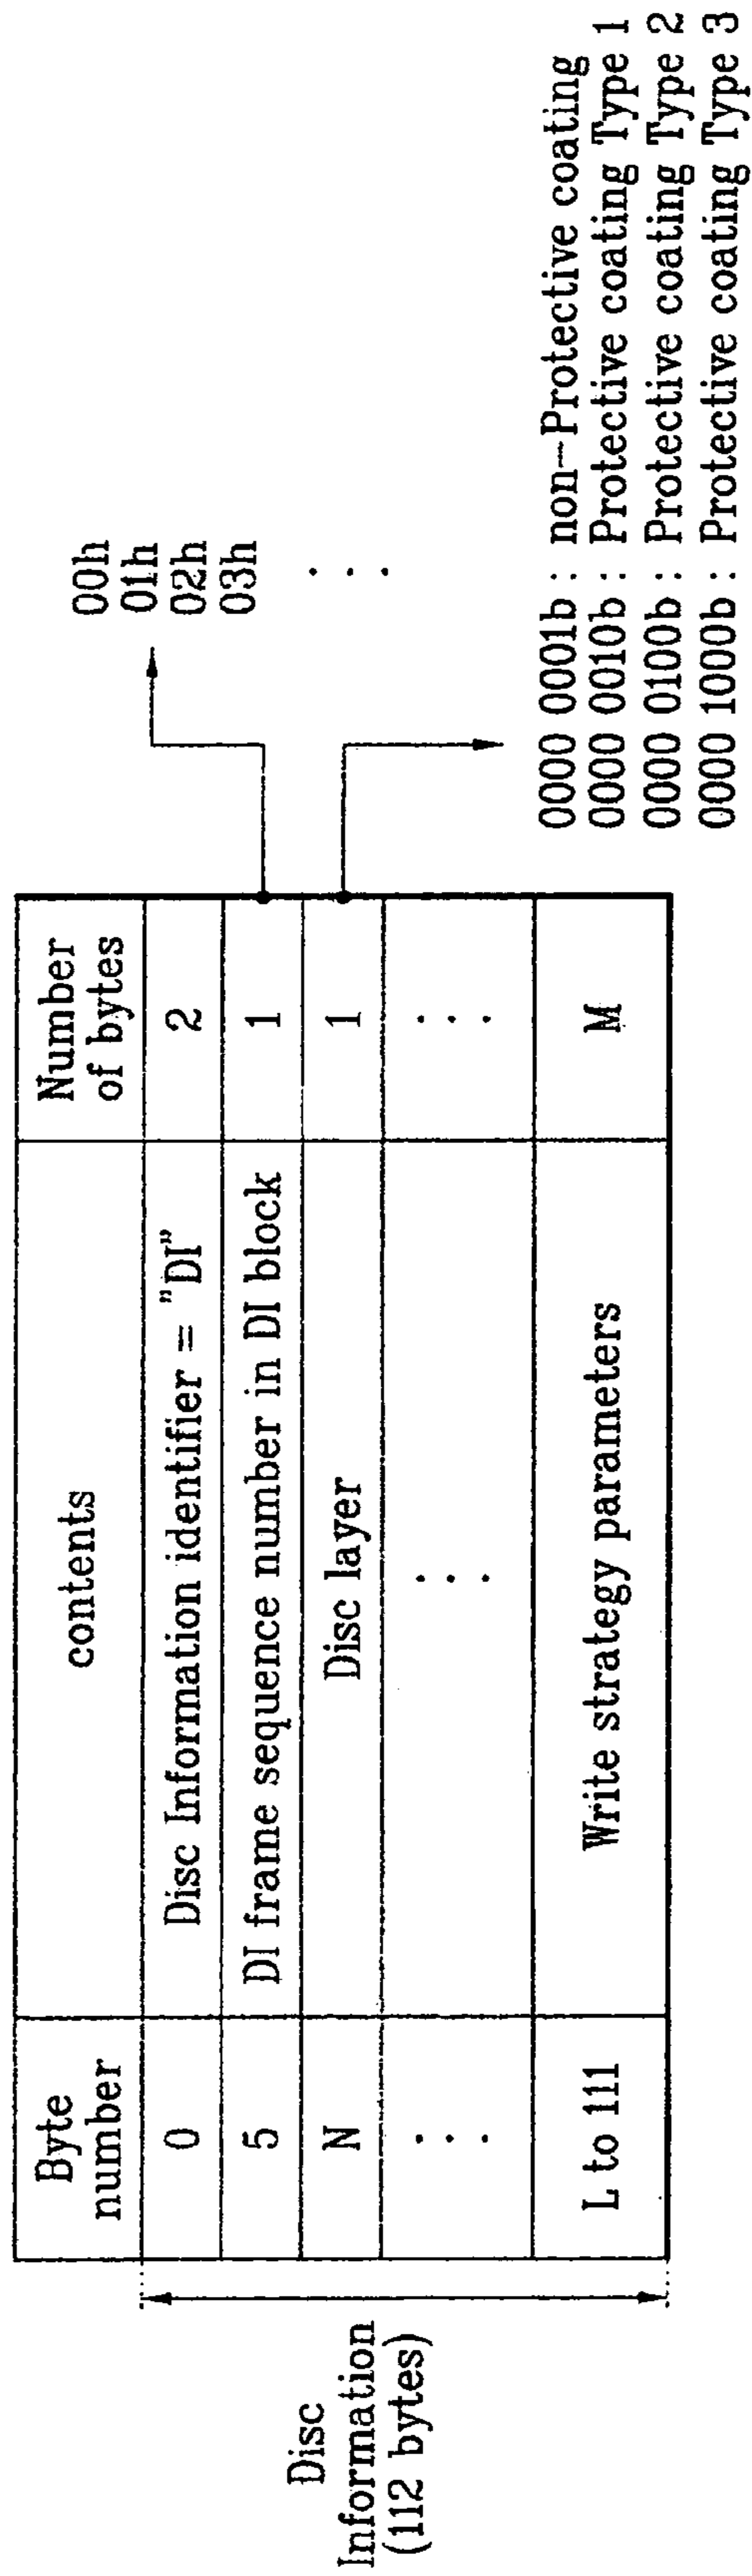 Disc
Information
(112 bytes)
Byte
number
contents
Number
of bytes
0
Disc Information identifier = "DI"
2
5
DI frame sequence number in DI block
1
N
Disc layer
1
. . .
. . .
. . .
L to 111
Write strategy parameters
M
00h
01h
02h
03h
. . .
0000 0001b : non-Protective coating
0000 0010b : Protective coating Type 1
0000 0100b : Protective coating Type 2
0000 1000b : Protective coating Type 3